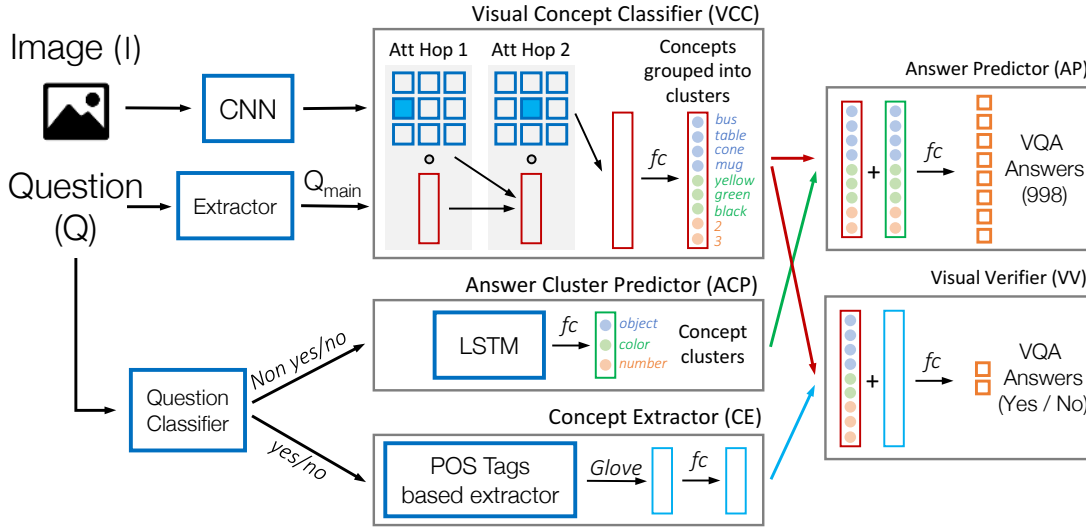 Visual Concept Classifier (VCC)
Image (I)
CNN
Att Hop 1
Att Hop 2
Concepts
grouped into
clusters
fc
bus
table
cone
mug
yellow
green
black
2
3
Question
(Q)
Extractor
Qmain
Answer Predictor (AP)
+
fc
VQA
Answers
(998)
Answer Cluster Predictor (ACP)
LSTM
fc
object
color
number
Concept
clusters
Visual Verifier (VV)
+
fc
VQA
Answers
(Yes / No)
Question
Classifier
Non yes/no
yes/no
Concept Extractor (CE)
POS Tags
based extractor
Glove
fc